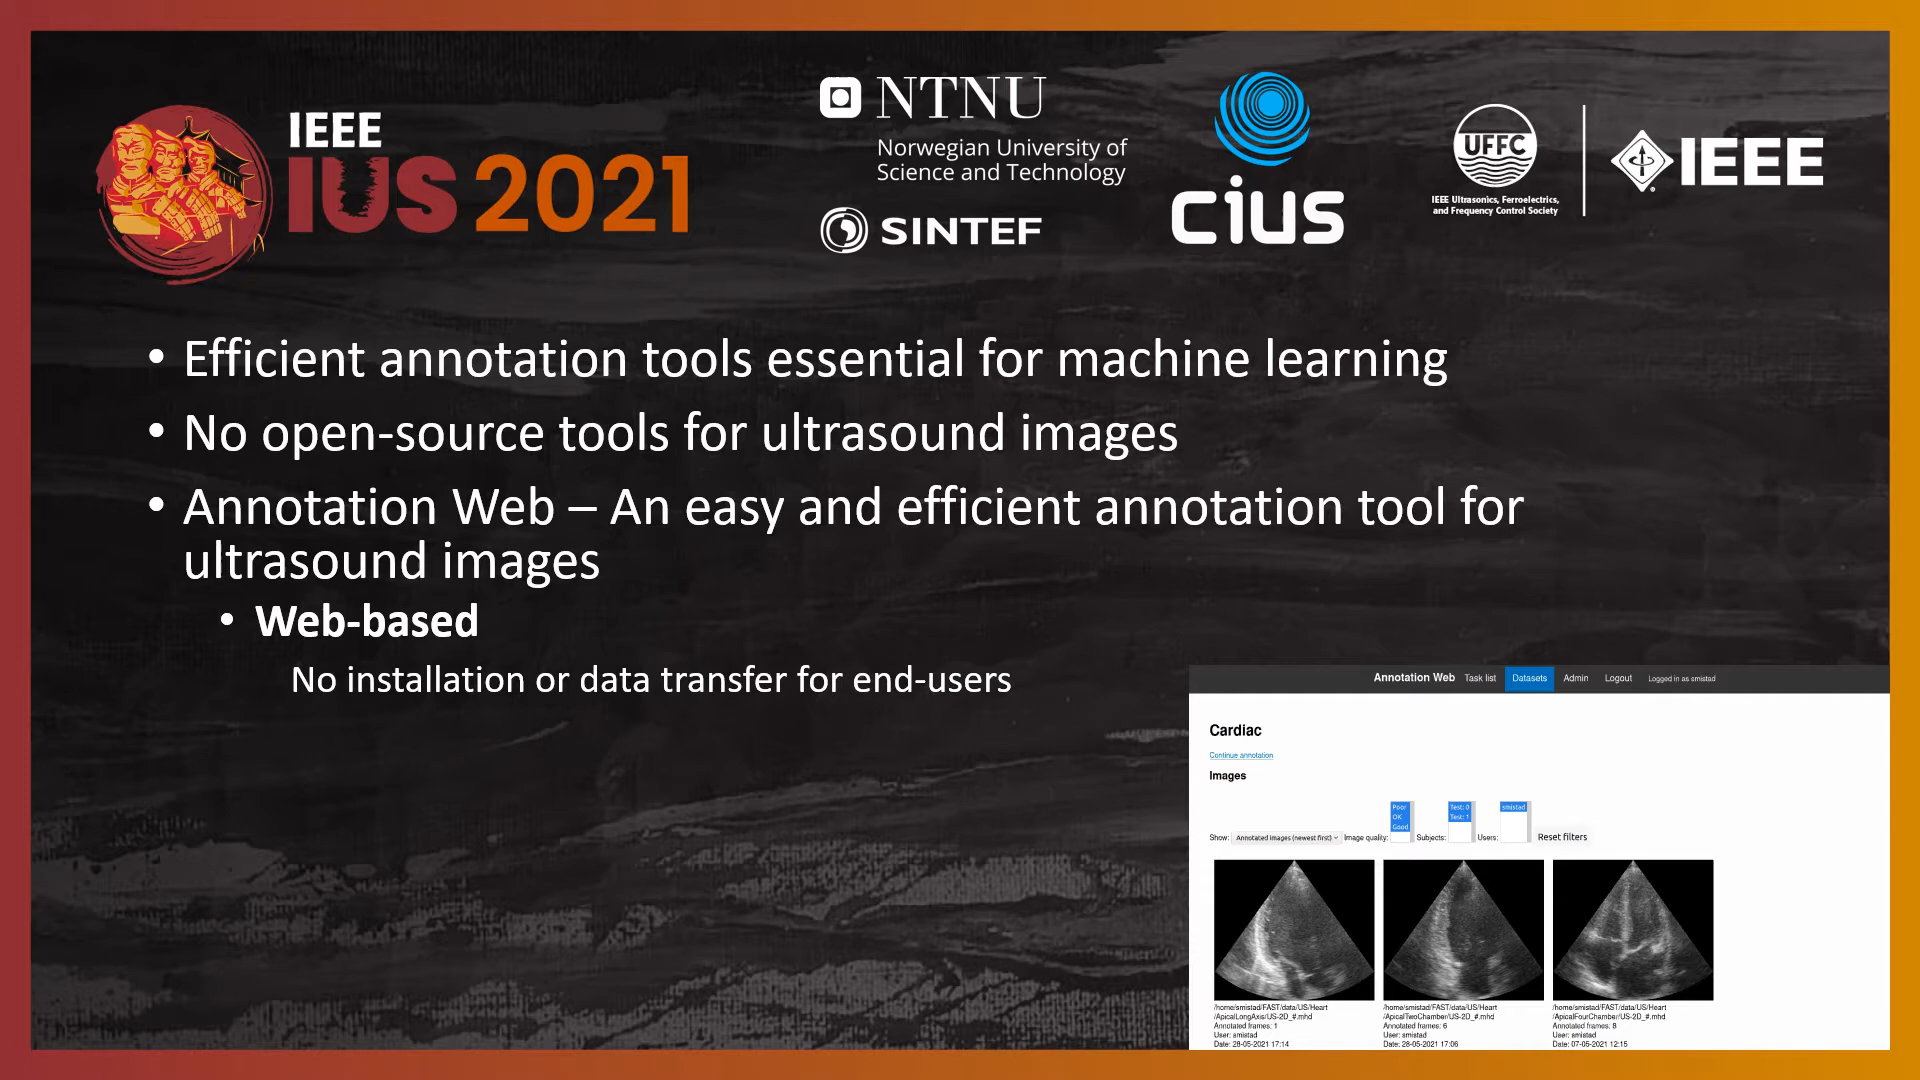 IEEE
IUS 2021
NTNU
Norwegian University of
Science and Technology
SINTEF
cius
UFFC
IEEE Ultrasonics, Ferroelectrics,
and Frequency Control Society
IEEE
• Efficient annotation tools essential for machine learning
• No open-source tools for ultrasound images
• Annotation Web – An easy and efficient annotation tool for
ultrasound images
• Web-based
No installation or data transfer for end-users
Annotation Web Task list Datasets Admin Logout Logged in as smistad
Cardiac
Continue annotation
Images
Show: Annotated images (newest first) Image quality: Poor OK Good Subjects: Test: 0 Test: 1 Users: smistad Reset filters
/home/smistad/FAST/data/US/Heart
/ApicalLongAxis/US-2D_#.mhd
Annotated frames: 1
User: smistad
Date: 28-05-2021 17:14
/home/smistad/FAST/data/US/Heart
/ApicalTwoChamber/US-2D_#.mhd
Annotated frames: 6
User: smistad
Date: 28-05-2021 17:06
/home/smistad/FAST/data/US/Heart
/ApicalFourChamber/US-2D_#.mhd
Annotated frames: 8
User: smistad
Date: 07-05-2021 12:15